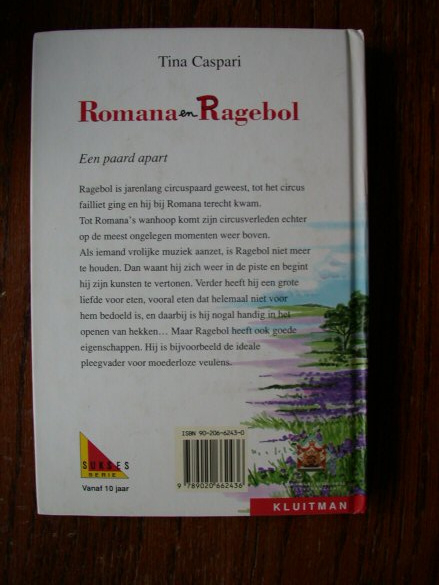 Tina Caspari
Romana en Ragebol
Een paard apart
Ragebol is jarenlang circuspaard geweest, tot het circus
failliet ging en hij bij Romana terecht kwam.
Tot Romana's wanhoop komt zijn circusverleden echter
op de meest ongelegen momenten weer boven.
Als iemand vrolijke muziek aanzet, is Ragebol niet meer
te houden. Dan waant hij zich weer in de piste en begint
hij zijn kunsten te vertonen. Verder heeft hij een grote
liefde voor eten, vooral eten dat helemaal niet voor
hem bedoeld is, en daarbij is hij nogal handig in het
openen van hekken... Maar Ragebol heeft ook goede
eigenschappen. Hij is bijvoorbeeld de ideale
pleegvader voor moederloze veulens.
ISBN 90-206-6243-0
SUKSES
SERIE
Vanaf 10 jaar
9 789020 662436
KLUITMAN